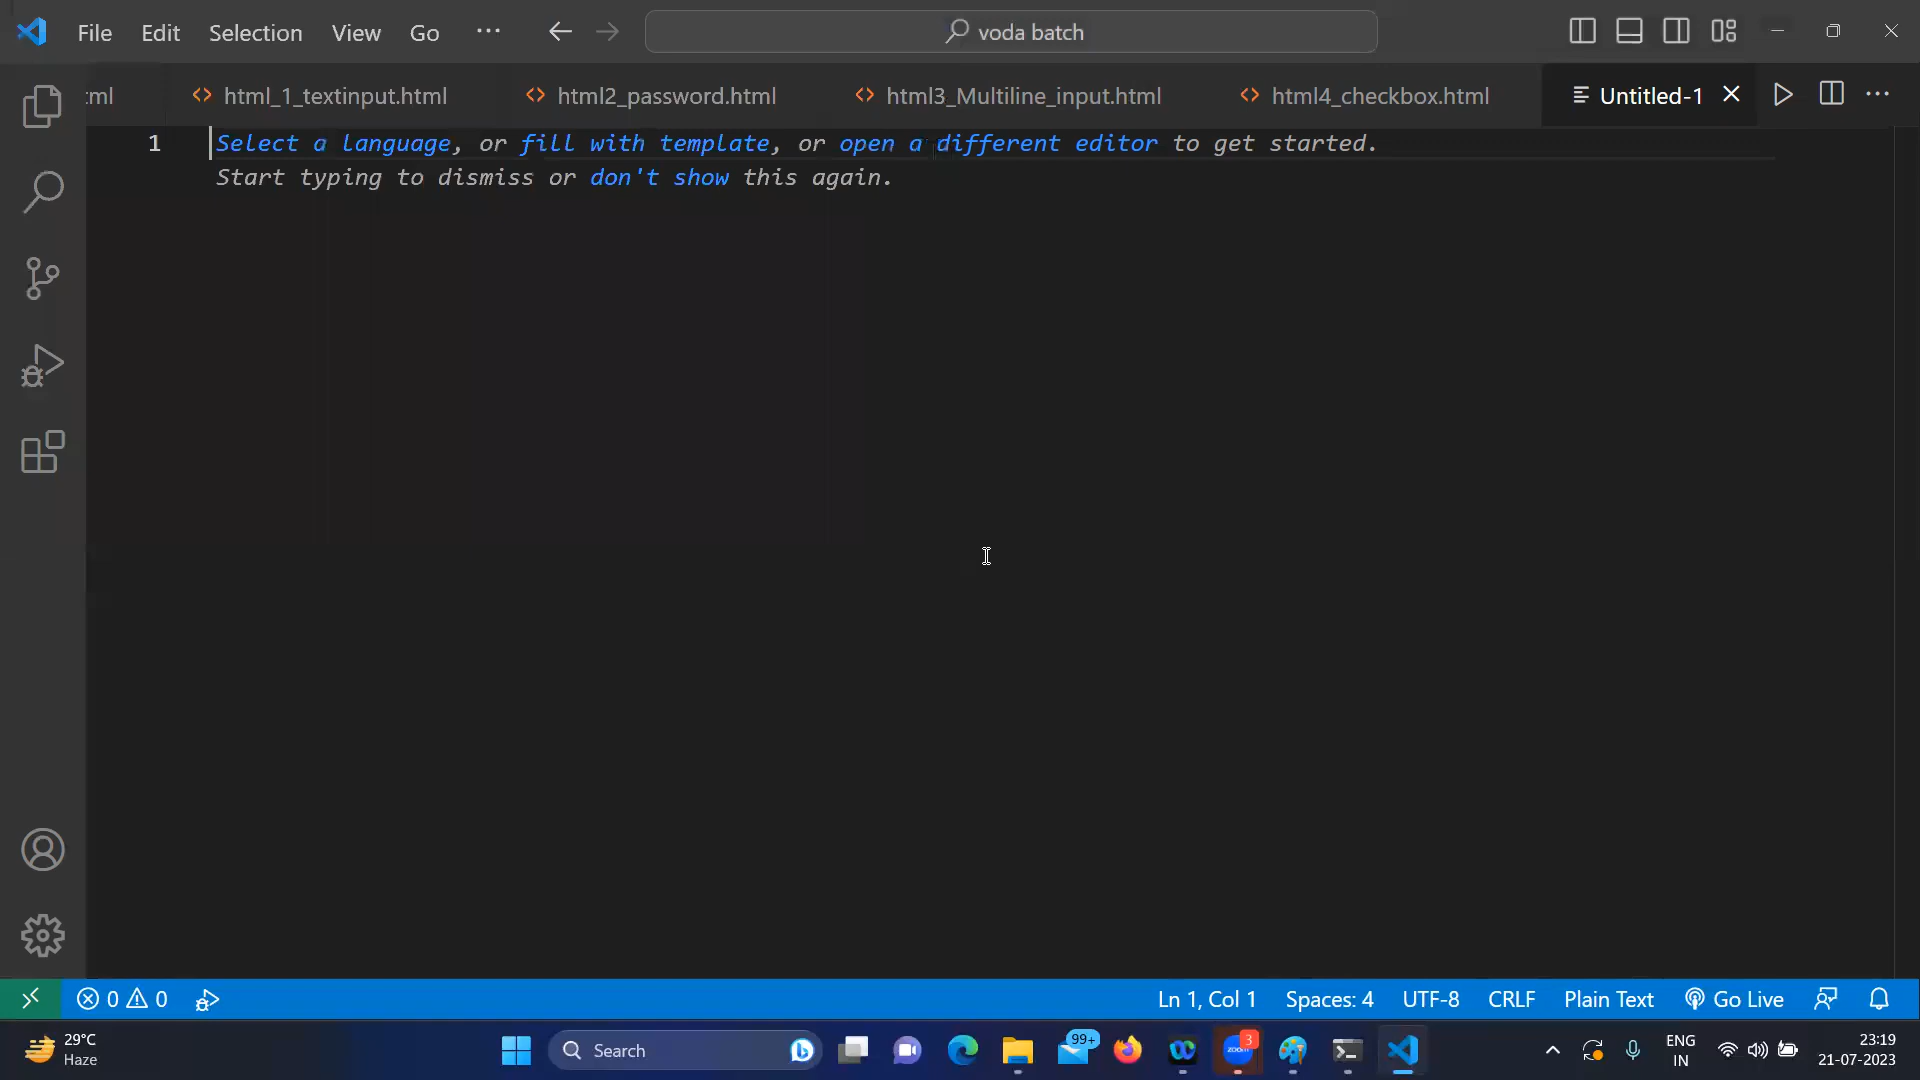 File Edit Selection View Go ··· voda batch
ml html_1_textinput.html html2_password.html html3_Multiline_input.html html4_checkbox.html Untitled-1
1 Select a language, or fill with template, or open a different editor to get started.
Start typing to dismiss or don't show this again.
0 0 Ln 1, Col 1 Spaces: 4 UTF-8 CRLF Plain Text Go Live
29°C
Haze
Search
99+
zoom
3
ENG
IN
23:19
21-07-2023